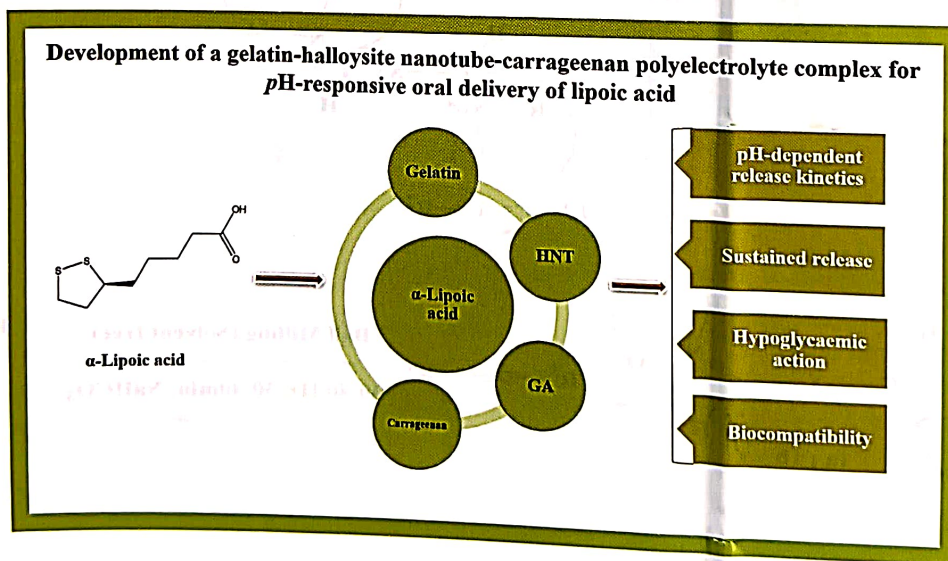 Development of a gelatin-halloysite nanotube-carrageenan polyelectrolyte complex for
pH-responsive oral delivery of lipoic acid
Gelatin
HNT
α-Lipoic
acid
GA
Carrageenan
OH
O
S
S
α-Lipoic acid
pH-dependent
release kinetics
Sustained release
Hypoglycaemic
action
Biocompatibility